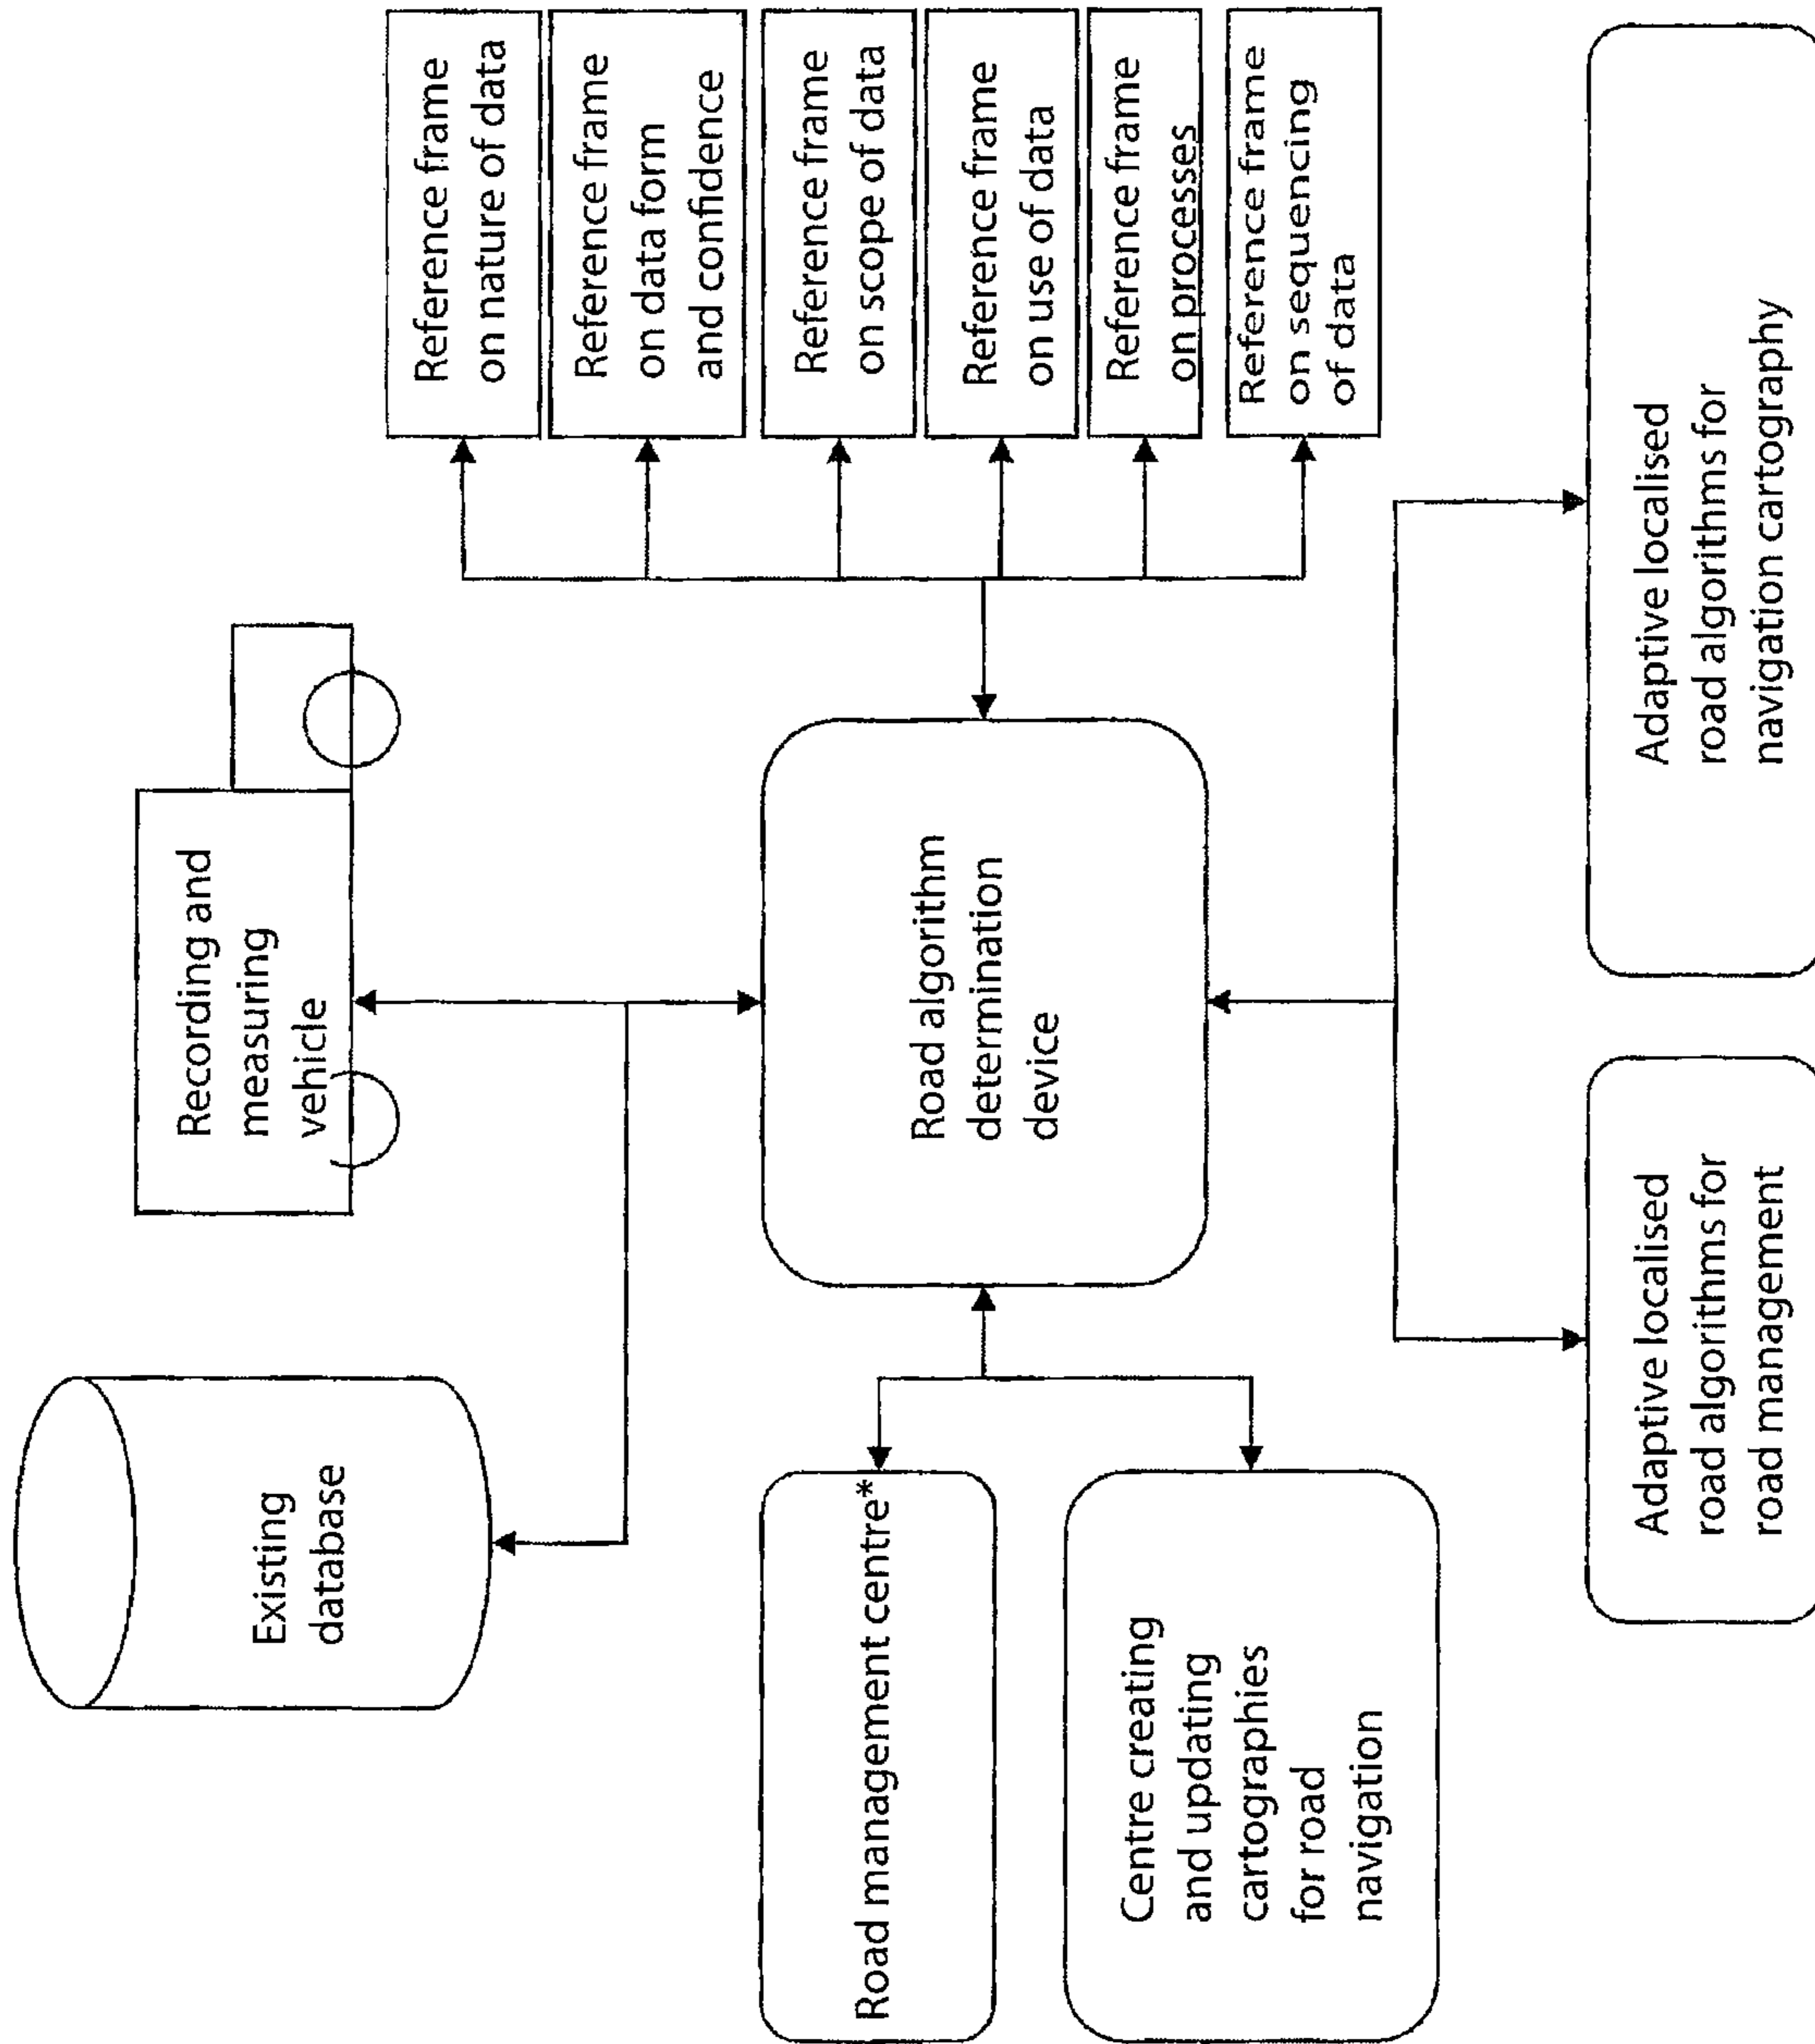 Existing
database
Recording and
measuring
vehicle
Reference frame
on nature of data
Reference frame
on data form
and confidence
Reference frame
on scope of data
Reference frame
on use of data
Reference frame
on processes
Reference frame
on sequencing
of data
Road algorithm
determination
device
Road management centre*
Centre creating
and updating
cartographies
for road
navigation
Adaptive localised
road algorithms for
road management
Adaptive localised
road algorithms for
navigation cartography